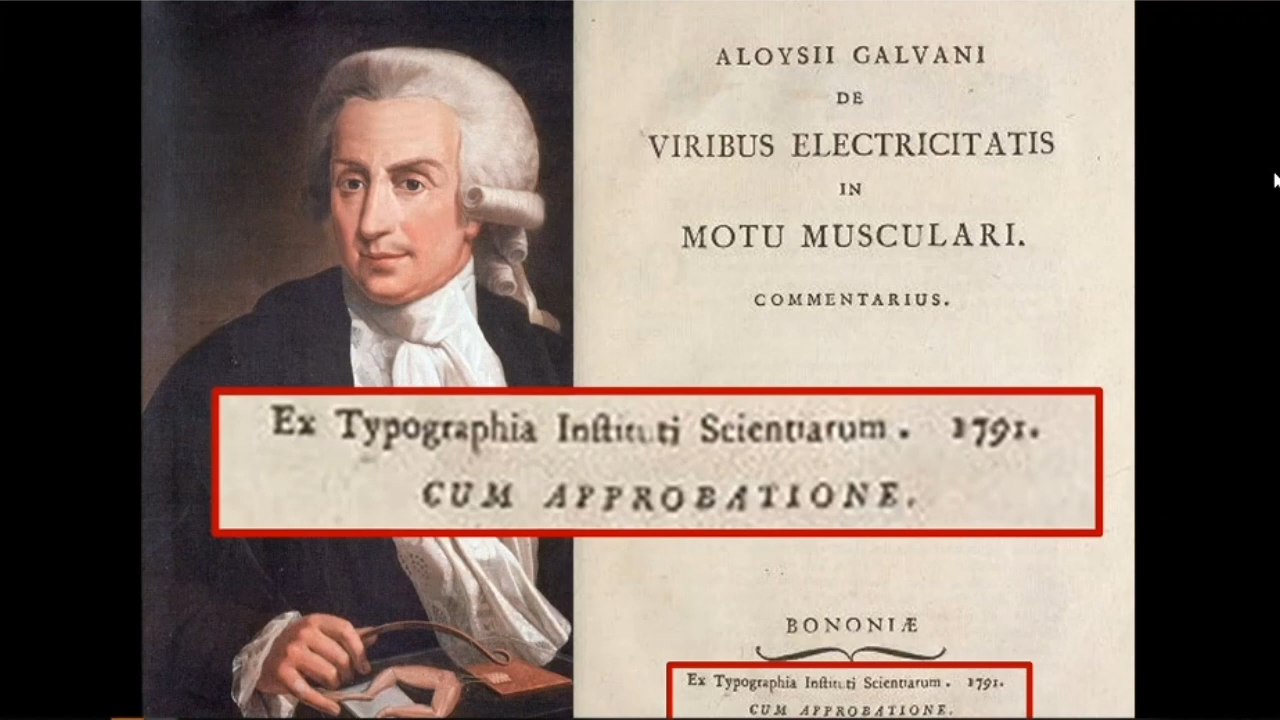 ALOYSII GALVANI
DE
VIRIBUS ELECTRICITATIS
IN
MOTU MUSCULARI.
COMMENTARIUS.
Ex Typographia Inſtituti Scientiarum. 1791.
CUM APPROBATIONE.
BONONIÆ
Ex Typographia Inſtituti Scientiarum. 1791.
CUM APPROBATIONE.